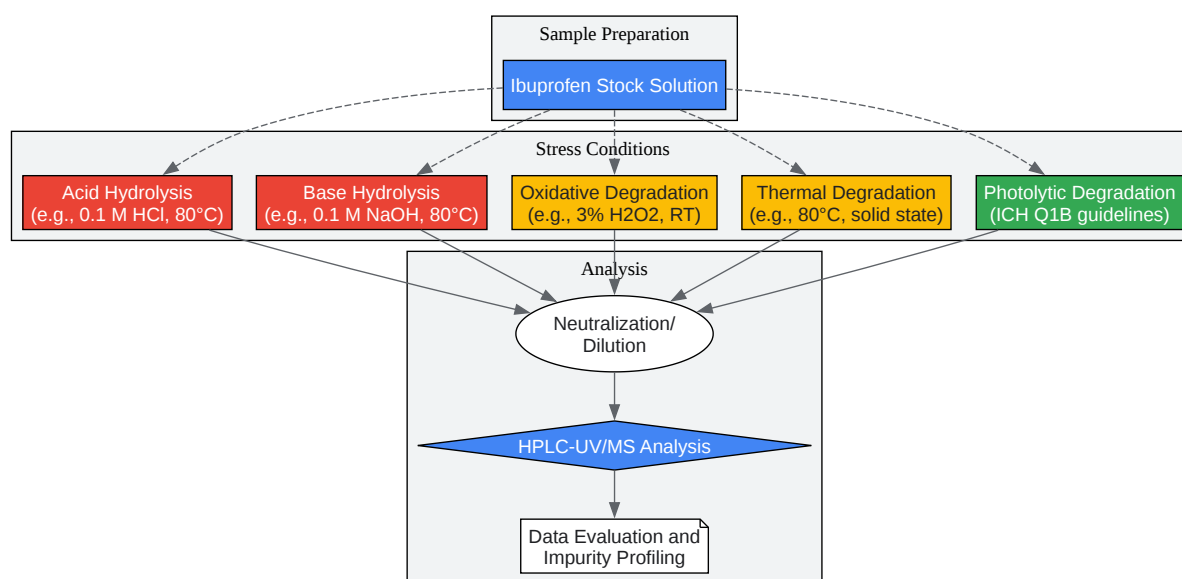 Sample Preparation
Ibuprofen Stock Solution
Stress Conditions
Acid Hydrolysis
(e.g., 0.1 M HCl, 80°C)
Base Hydrolysis
(e.g., 0.1 M NaOH, 80°C)
Oxidative Degradation
(e.g., 3% H2O2, RT)
Thermal Degradation
(e.g., 80°C, solid state)
Photolytic Degradation
(ICH Q1B guidelines)
Analysis
Neutralization/
Dilution
HPLC-UV/MS Analysis
Data Evaluation and
Impurity Profiling